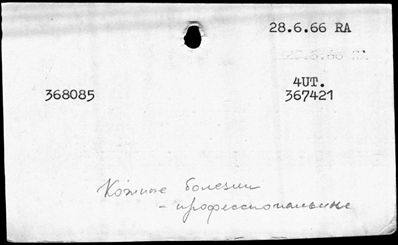 28.6.66 RA
4UT.
368085 367421
Кожные болезни
- профессиональные